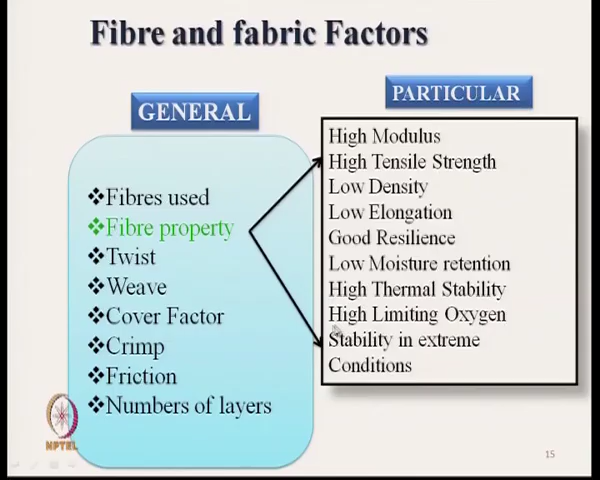 Fibre and fabric Factors
GENERAL
PARTICULAR
Fibres used
Fibre property
Twist
Weave
Cover Factor
Crimp
Friction
Numbers of layers
High Modulus
High Tensile Strength
Low Density
Low Elongation
Good Resilience
Low Moisture retention
High Thermal Stability
High Limiting Oxygen
Stability in extreme
Conditions
NPTEL
15